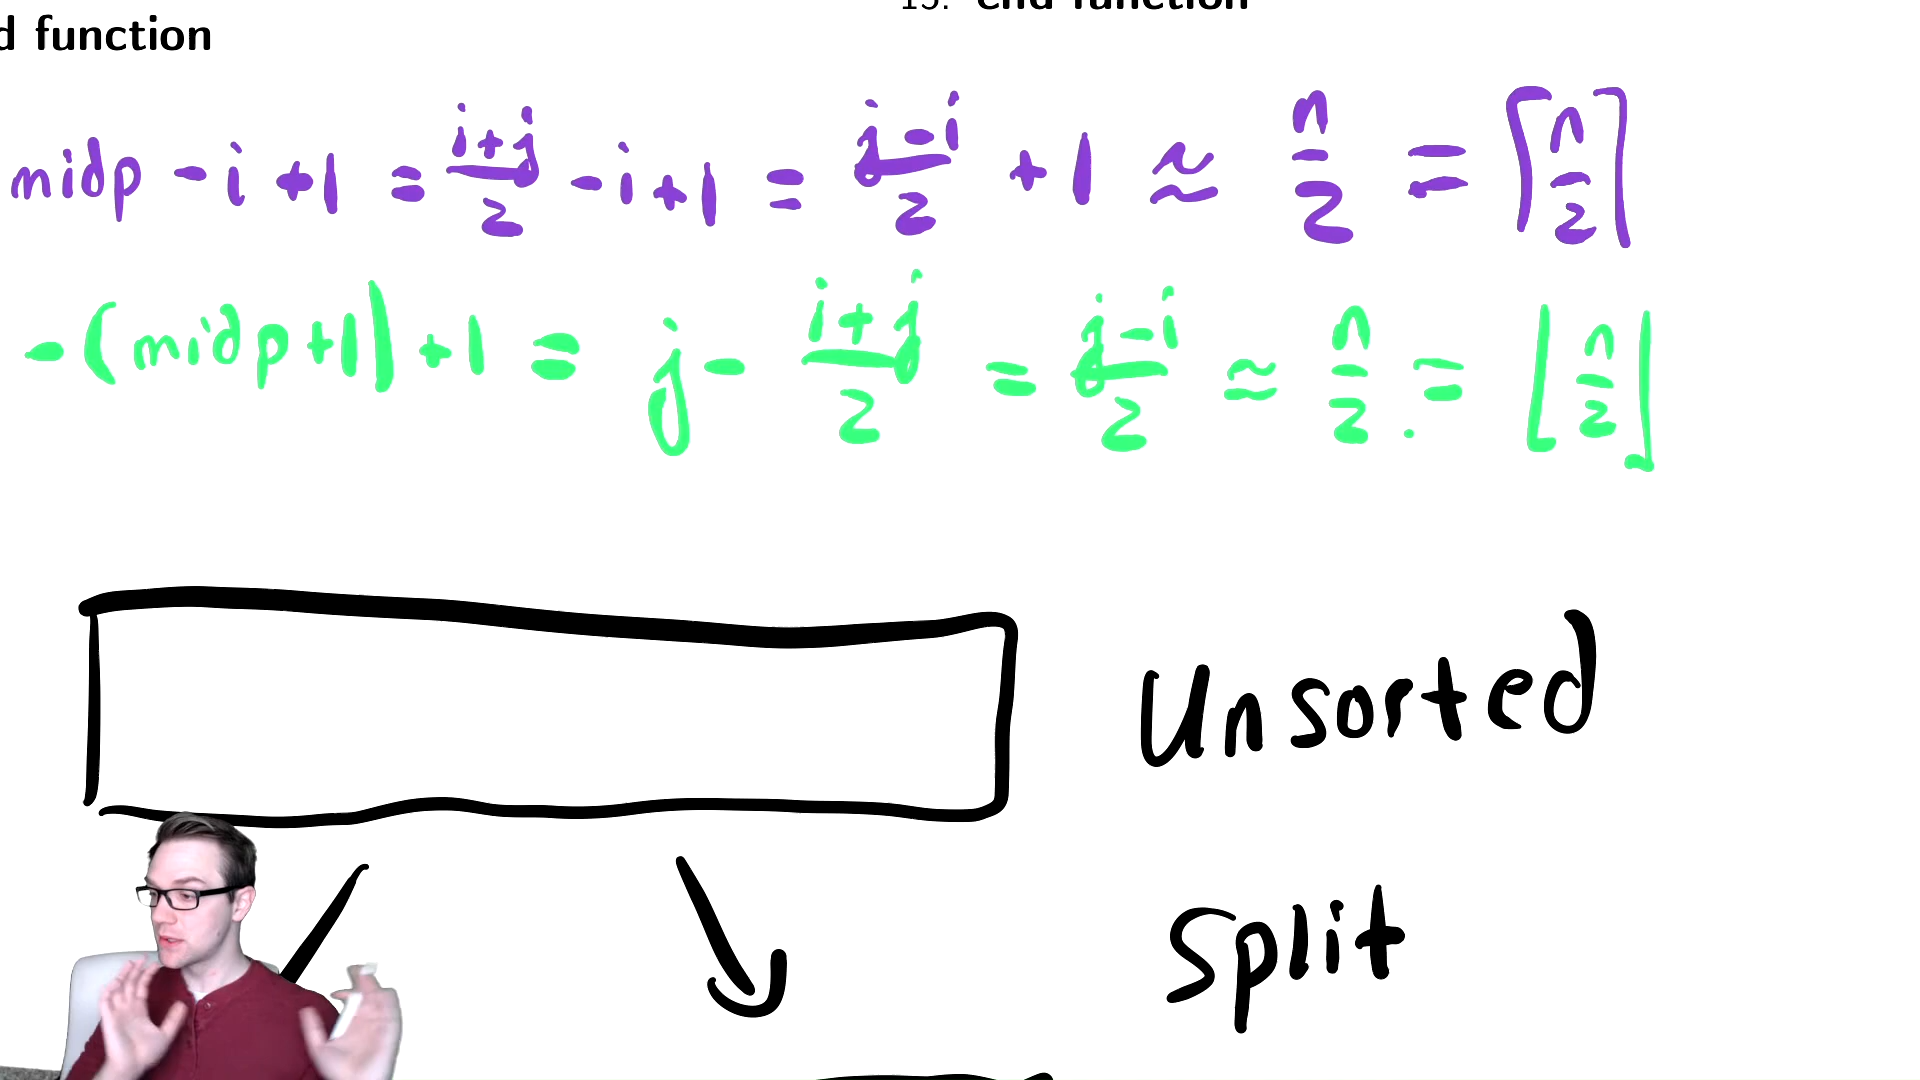 13. end function
d function
midp - i + 1 = (i+j)/2 - i + 1 = (j-i)/2 + 1 ≈ n/2 = ⌈n/2⌉
-(midp+1)+1 = j - (i+j)/2 = (j-i)/2 ≈ n/2 . = ⌊n/2⌋
Unsorted
Split